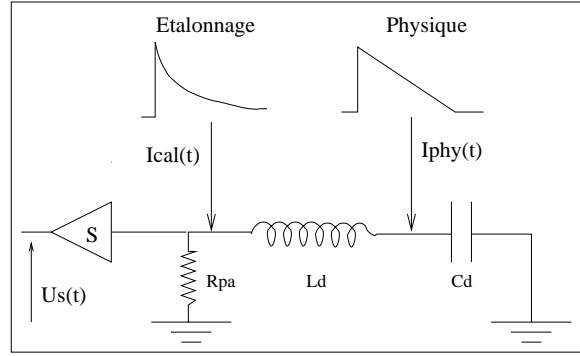 Etalonnage
Physique
Ical(t)
Iphy(t)
S
Us(t)
Rpa
Ld
Cd